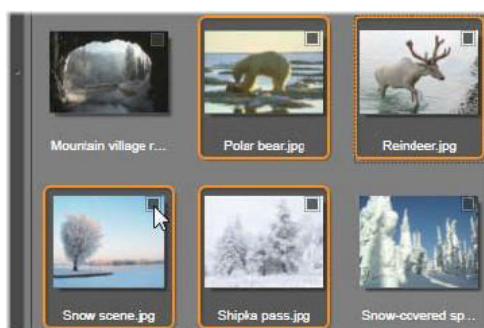 Mountain village r...
Polar bear.jpg
Reindeer.jpg
Snow scene.jpg
Shipka pass.jpg
Snow-covered sp...